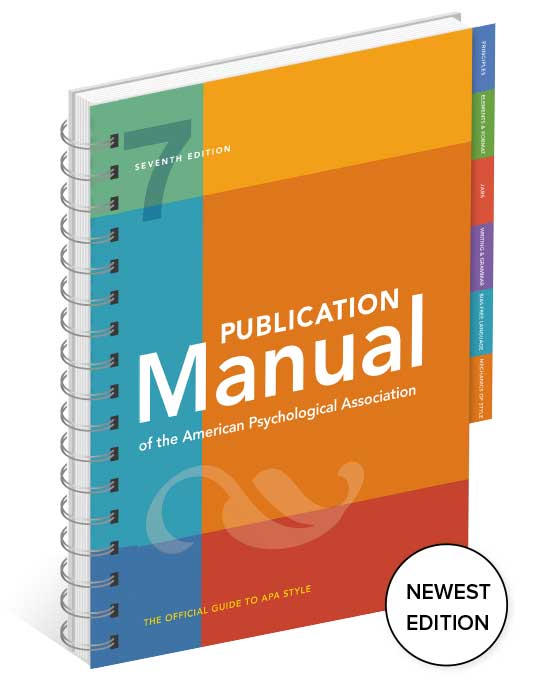 7
SEVENTH EDITION
PUBLICATION
Manual
of the American Psychological Association
THE OFFICIAL GUIDE TO APA STYLE
PRINCIPLES
ELEMENTS & FORMAT
JARS
WRITING & GRAMMAR
BIAS-FREE LANGUAGE
MECHANICS OF STYLE
NEWEST
EDITION